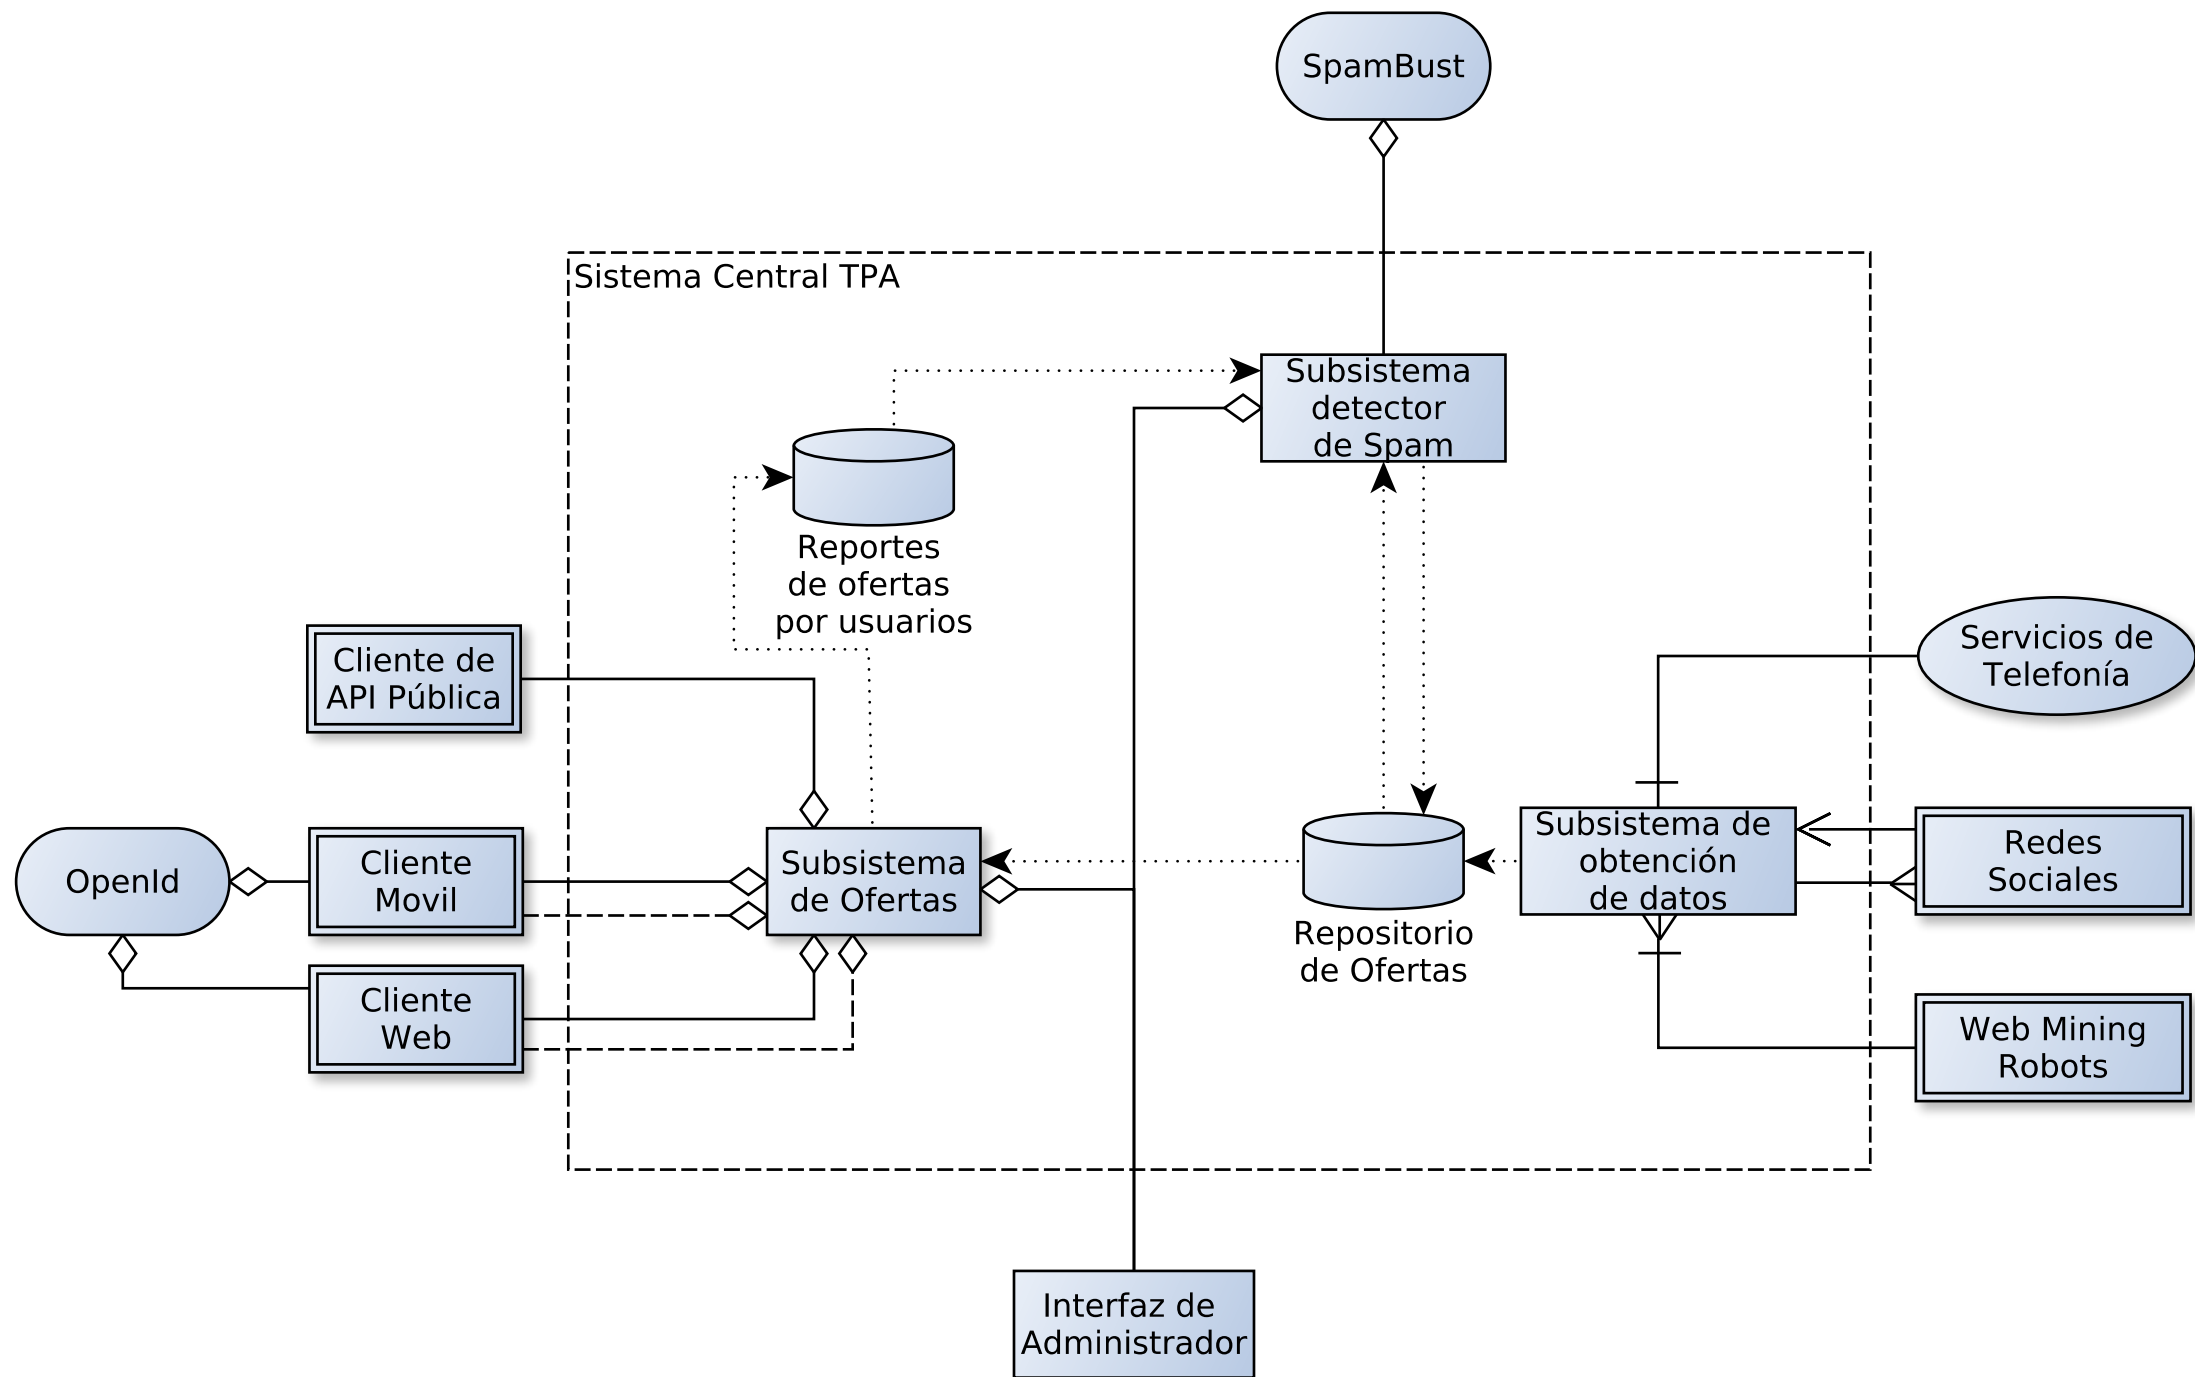 SpamBust
Sistema Central TPA
Subsistema
detector
de Spam
Reportes
de ofertas
por usuarios
Cliente de
API Pública
Servicios de
Telefonía
OpenId
Cliente
Movil
Subsistema
de Ofertas
Repositorio
de Ofertas
Subsistema de
obtención
de datos
Redes
Sociales
Cliente
Web
Web Mining
Robots
Interfaz de
Administrador